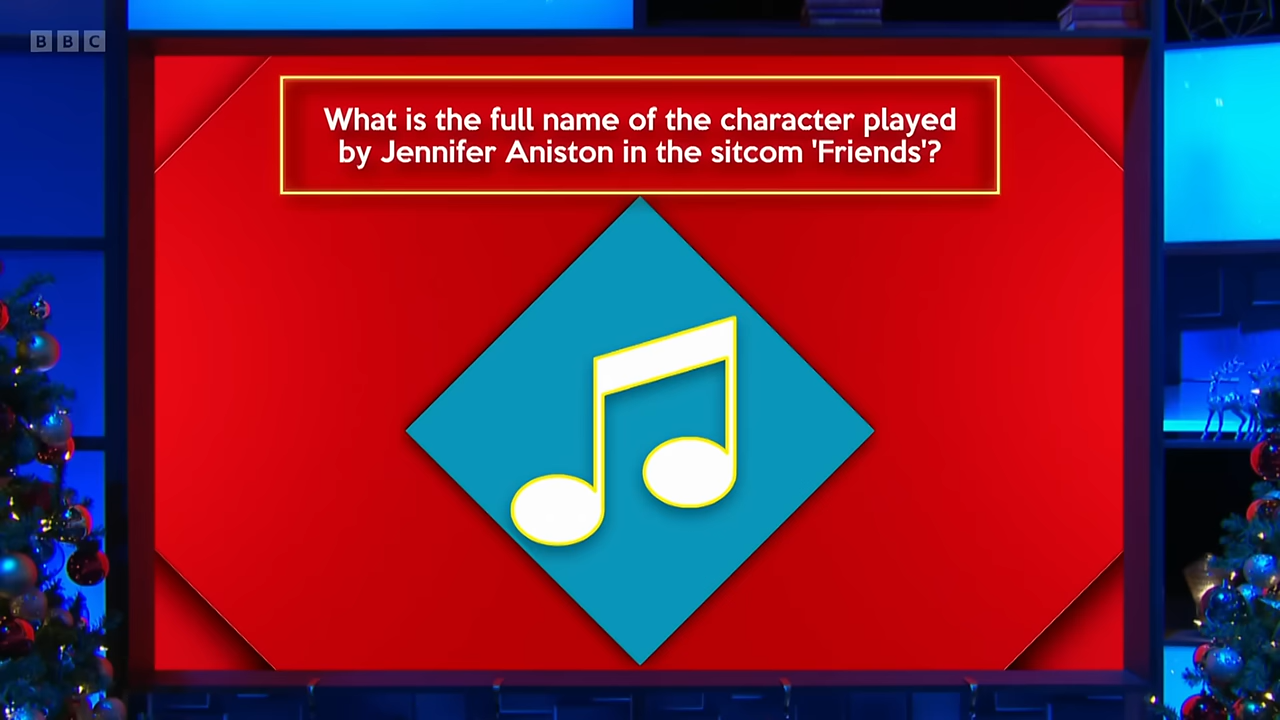 BBC
What is the full name of the character played
by Jennifer Aniston in the sitcom 'Friends'?